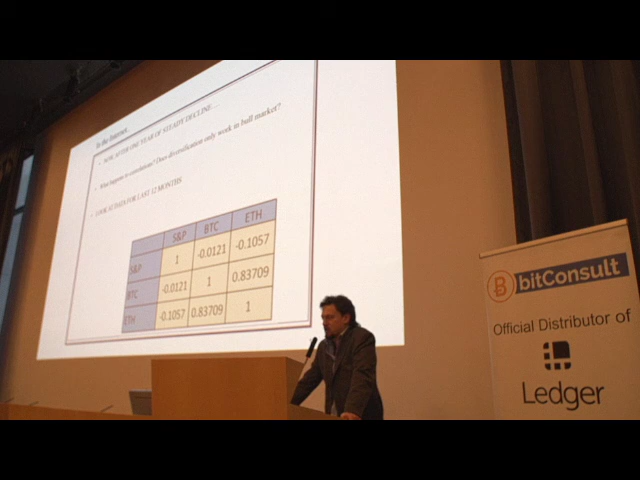 To the Internet.
• NOW, AFTER ONE YEAR OF STEADY DECLINE…
• What happens to correlations? Does diversification only work in bull market?
• LOOK AT DATA FOR LAST 12 MONTHS
S&P BTC ETH
S&P 1 -0.0121 -0.1057
BTC -0.0121 1 0.83709
ETH -0.1057 0.83709 1
bitConsult
Official Distributor of
Ledger